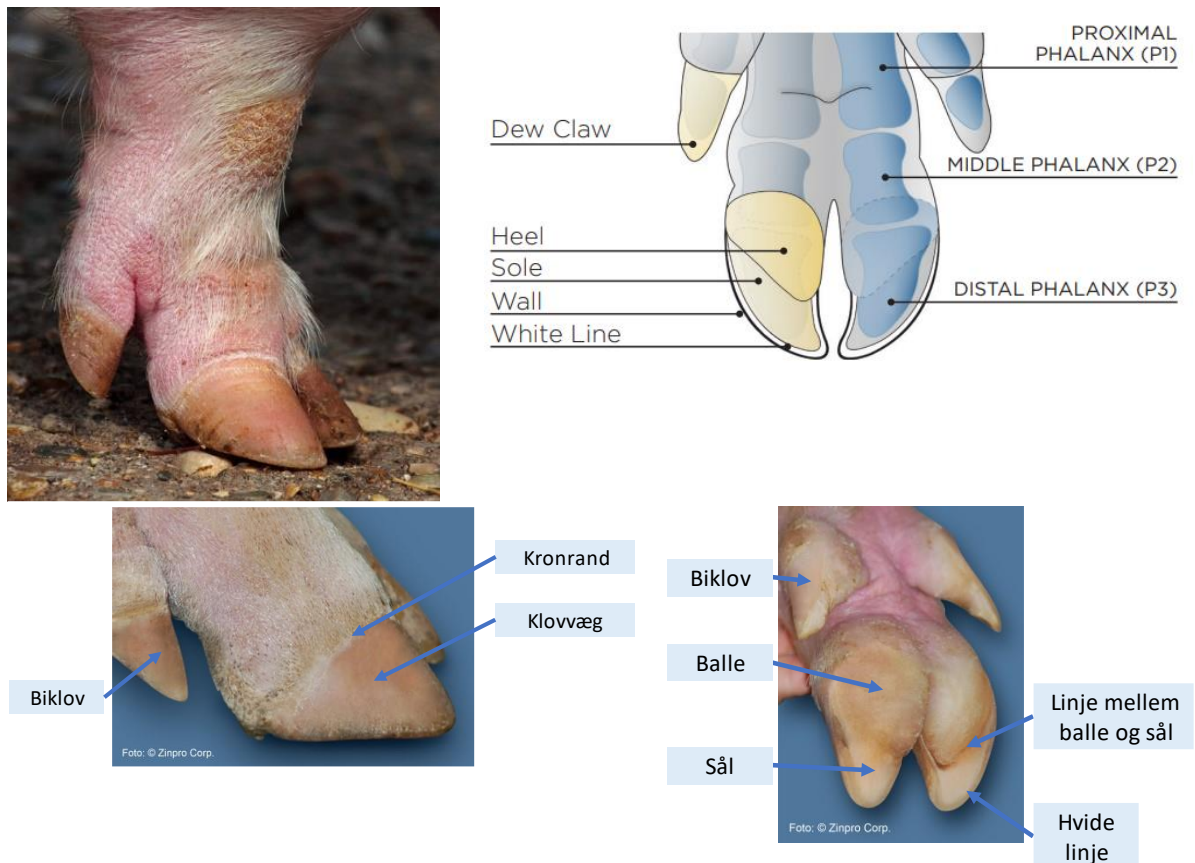 PROXIMAL
PHALANX (P1)
Dew Claw
MIDDLE PHALANX (P2)
Heel
Sole
Wall
DISTAL PHALANX (P3)
White Line
Kronrand
Klovvæg
Biklov
Foto: © Zinpro Corp.
Biklov
Balle
Linje mellem
balle og sål
Sål
Hvide
linje
Foto: © Zinpro Corp.